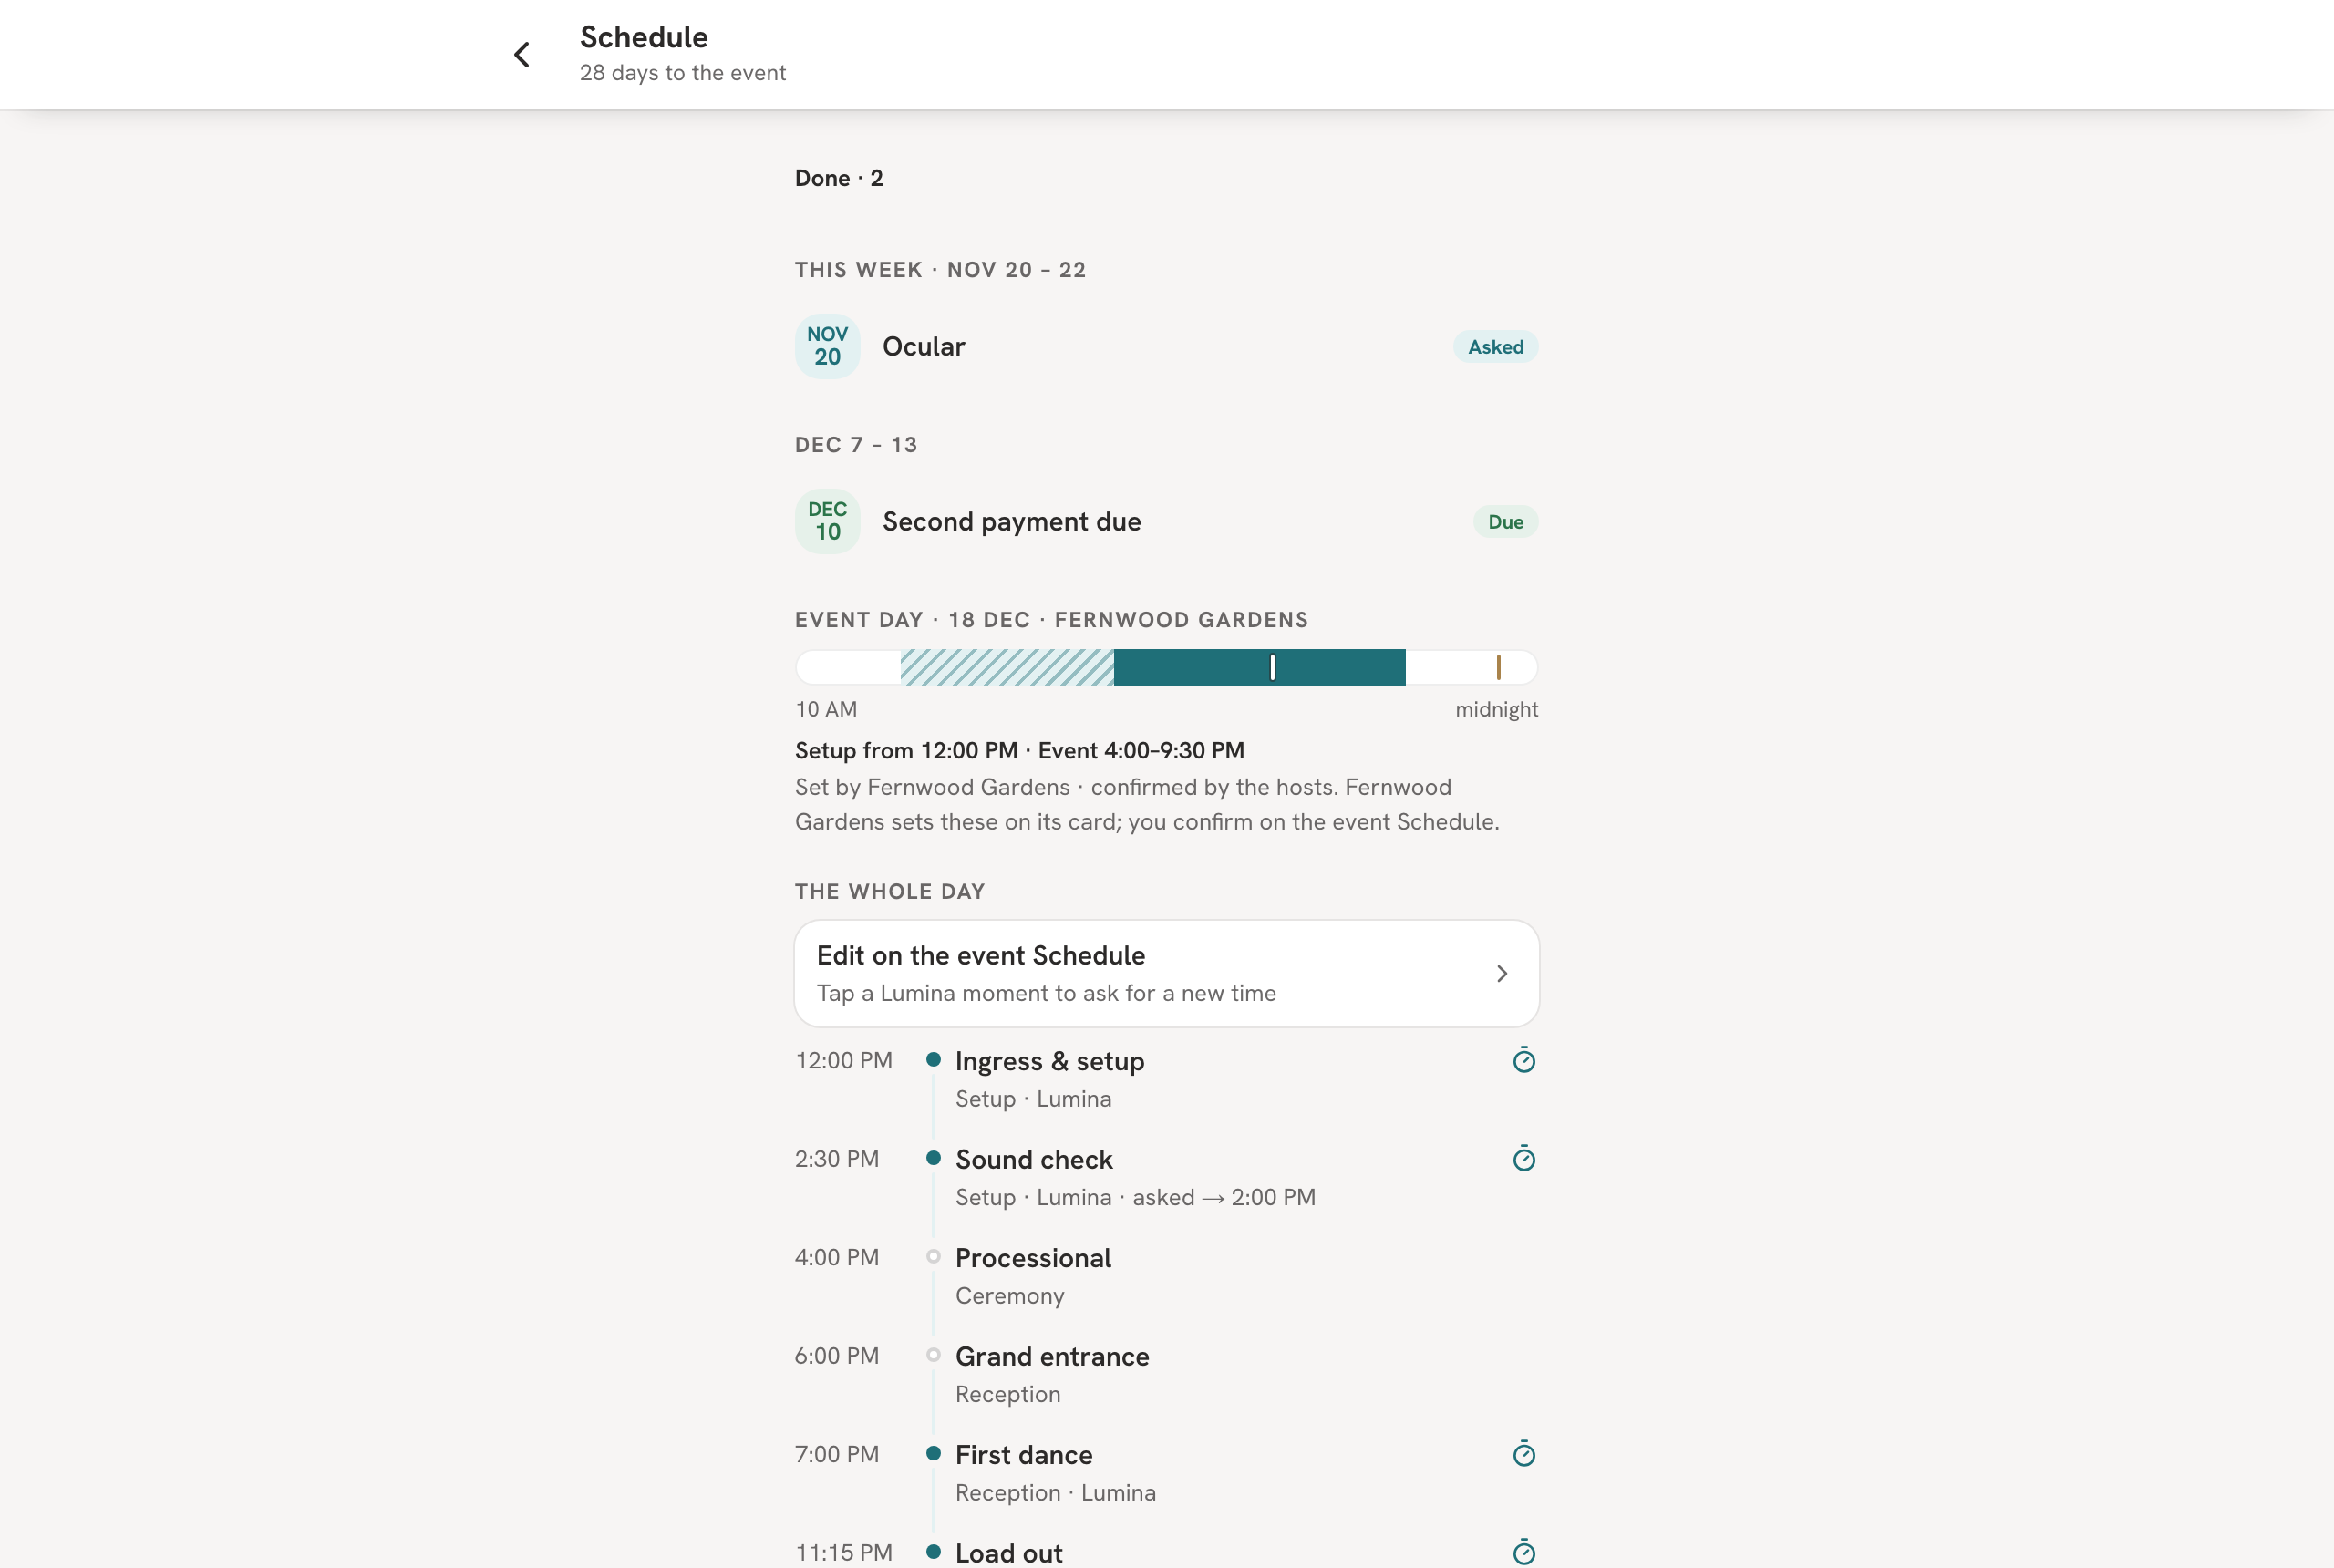 Schedule
28 days to the event
Done · 2
THIS WEEK · NOV 20 – 22
NOV
20
Ocular
Asked
DEC 7 – 13
DEC
10
Second payment due
Due
EVENT DAY · 18 DEC · FERNWOOD GARDENS
10 AM
midnight
Setup from 12:00 PM · Event 4:00–9:30 PM
Set by Fernwood Gardens · confirmed by the hosts. Fernwood
Gardens sets these on its card; you confirm on the event Schedule.
THE WHOLE DAY
Edit on the event Schedule
Tap a Lumina moment to ask for a new time
12:00 PM
Ingress & setup
Setup · Lumina
2:30 PM
Sound check
Setup · Lumina · asked → 2:00 PM
4:00 PM
Processional
Ceremony
6:00 PM
Grand entrance
Reception
7:00 PM
First dance
Reception · Lumina
11:15 PM
Load out